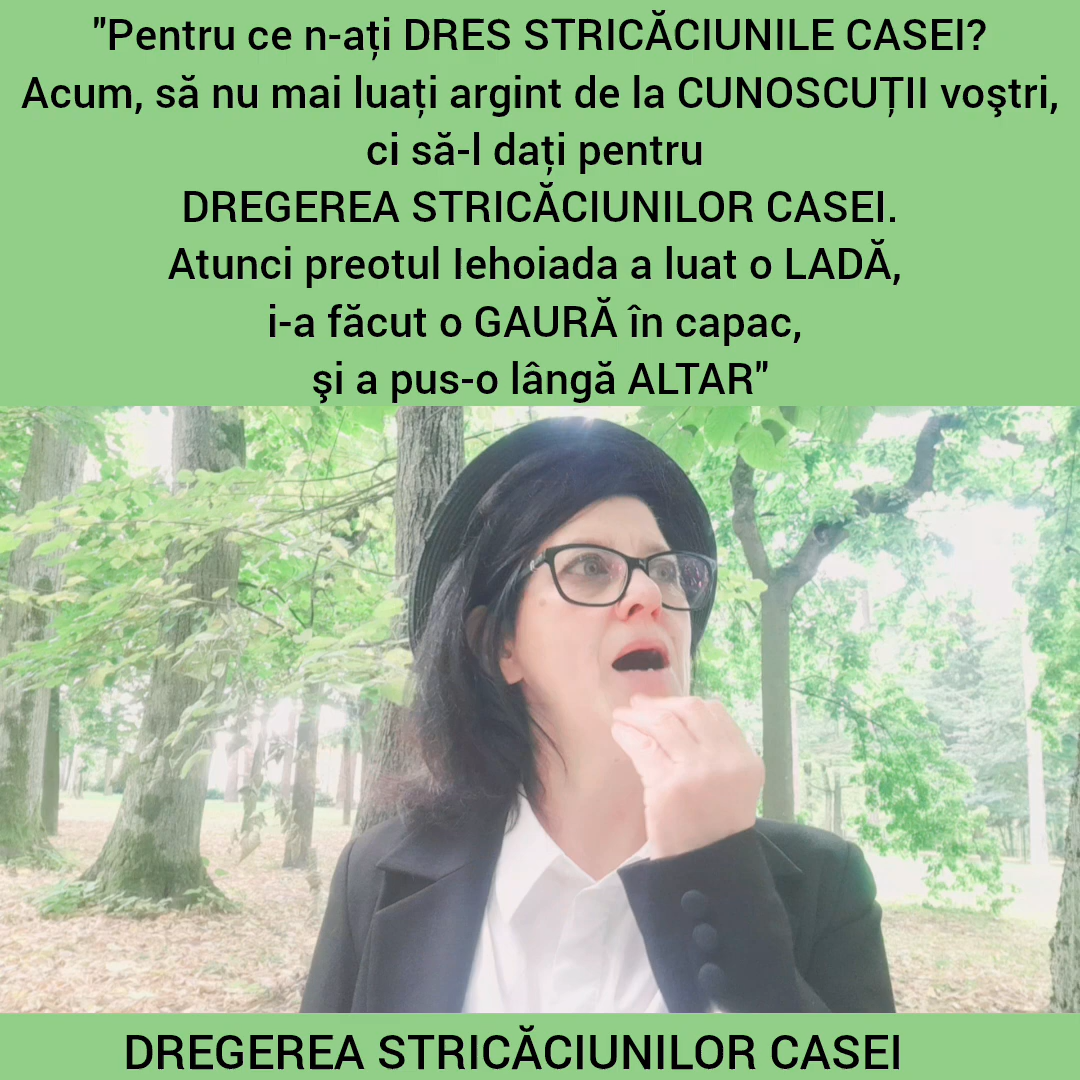 "Pentru ce n-ați DRES STRICĂCIUNILE CASEI?
Acum, să nu mai luați argint de la CUNOSCUȚII voştri,
ci să-l dați pentru
DREGEREA STRICĂCIUNILOR CASEI.
Atunci preotul Iehoiada a luat o LADĂ,
i-a făcut o GAURĂ în capac,
şi a pus-o lângă ALTAR"
DREGEREA STRICĂCIUNILOR CASEI